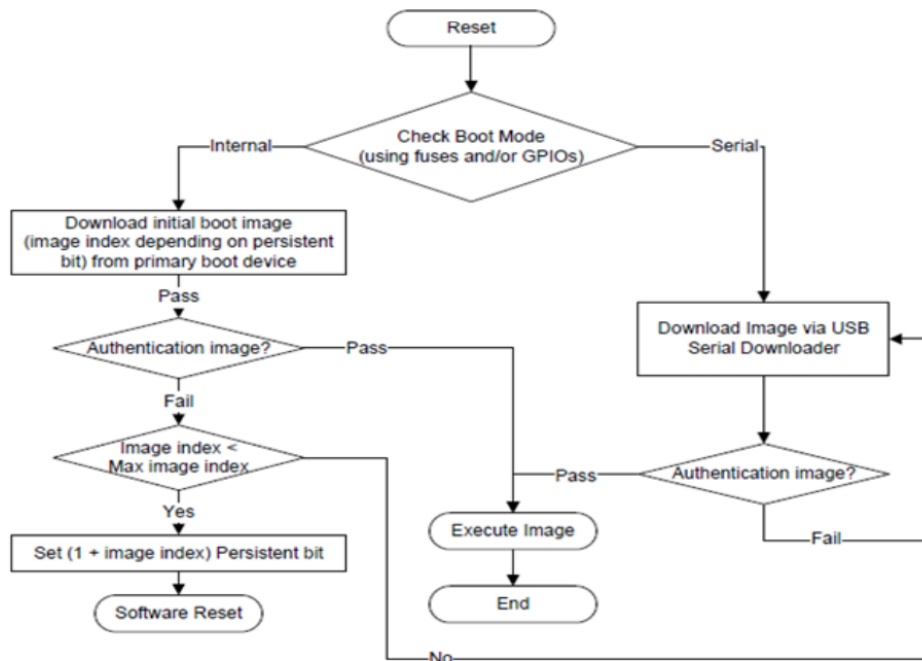 Reset
Check Boot Mode
(using fuses and/or GPIOs)
Internal
Serial
Download initial boot image
(image index depending on persistent
bit) from primary boot device
Pass
Download Image via USB
Serial Downloader
Authentication image?
Pass
Fail
Image index <
Max image index
Pass
Authentication image?
Yes
Execute Image
Fail
Set (1 + image index) Persistent bit
End
Software Reset
No